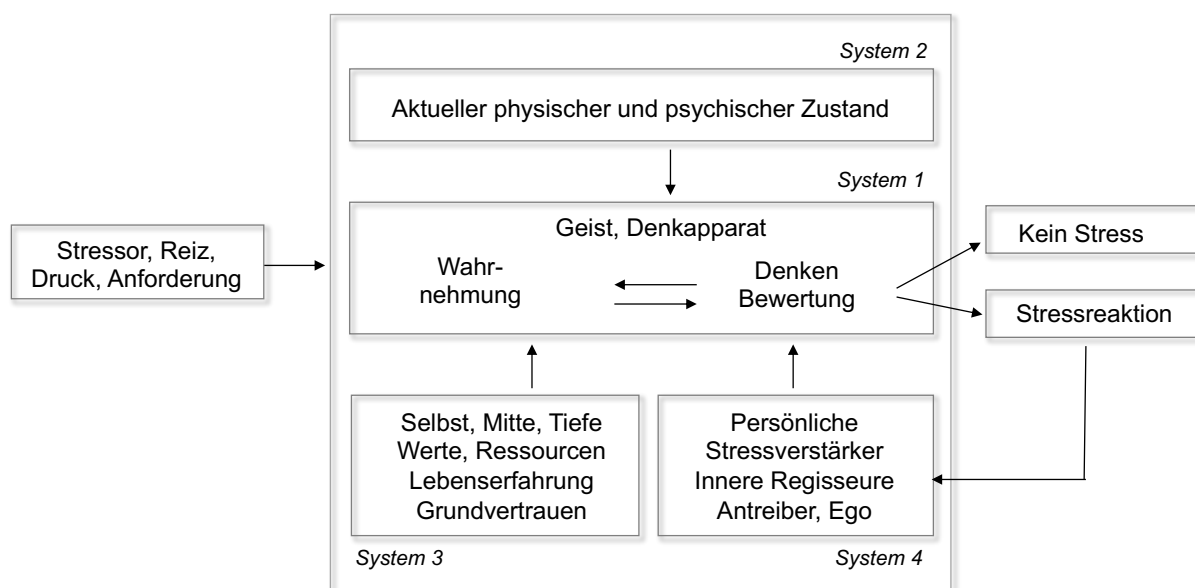 System 2
Aktueller physischer und psychischer Zustand
System 1
Geist, Denkapparat
Wahr-
nehmung
Denken
Bewertung
Stressor, Reiz,
Druck, Anforderung
Kein Stress
Stressreaktion
Selbst, Mitte, Tiefe
Werte, Ressourcen
Lebenserfahrung
Grundvertrauen
Persönliche
Stressverstärker
Innere Regisseure
Antreiber, Ego
System 3
System 4